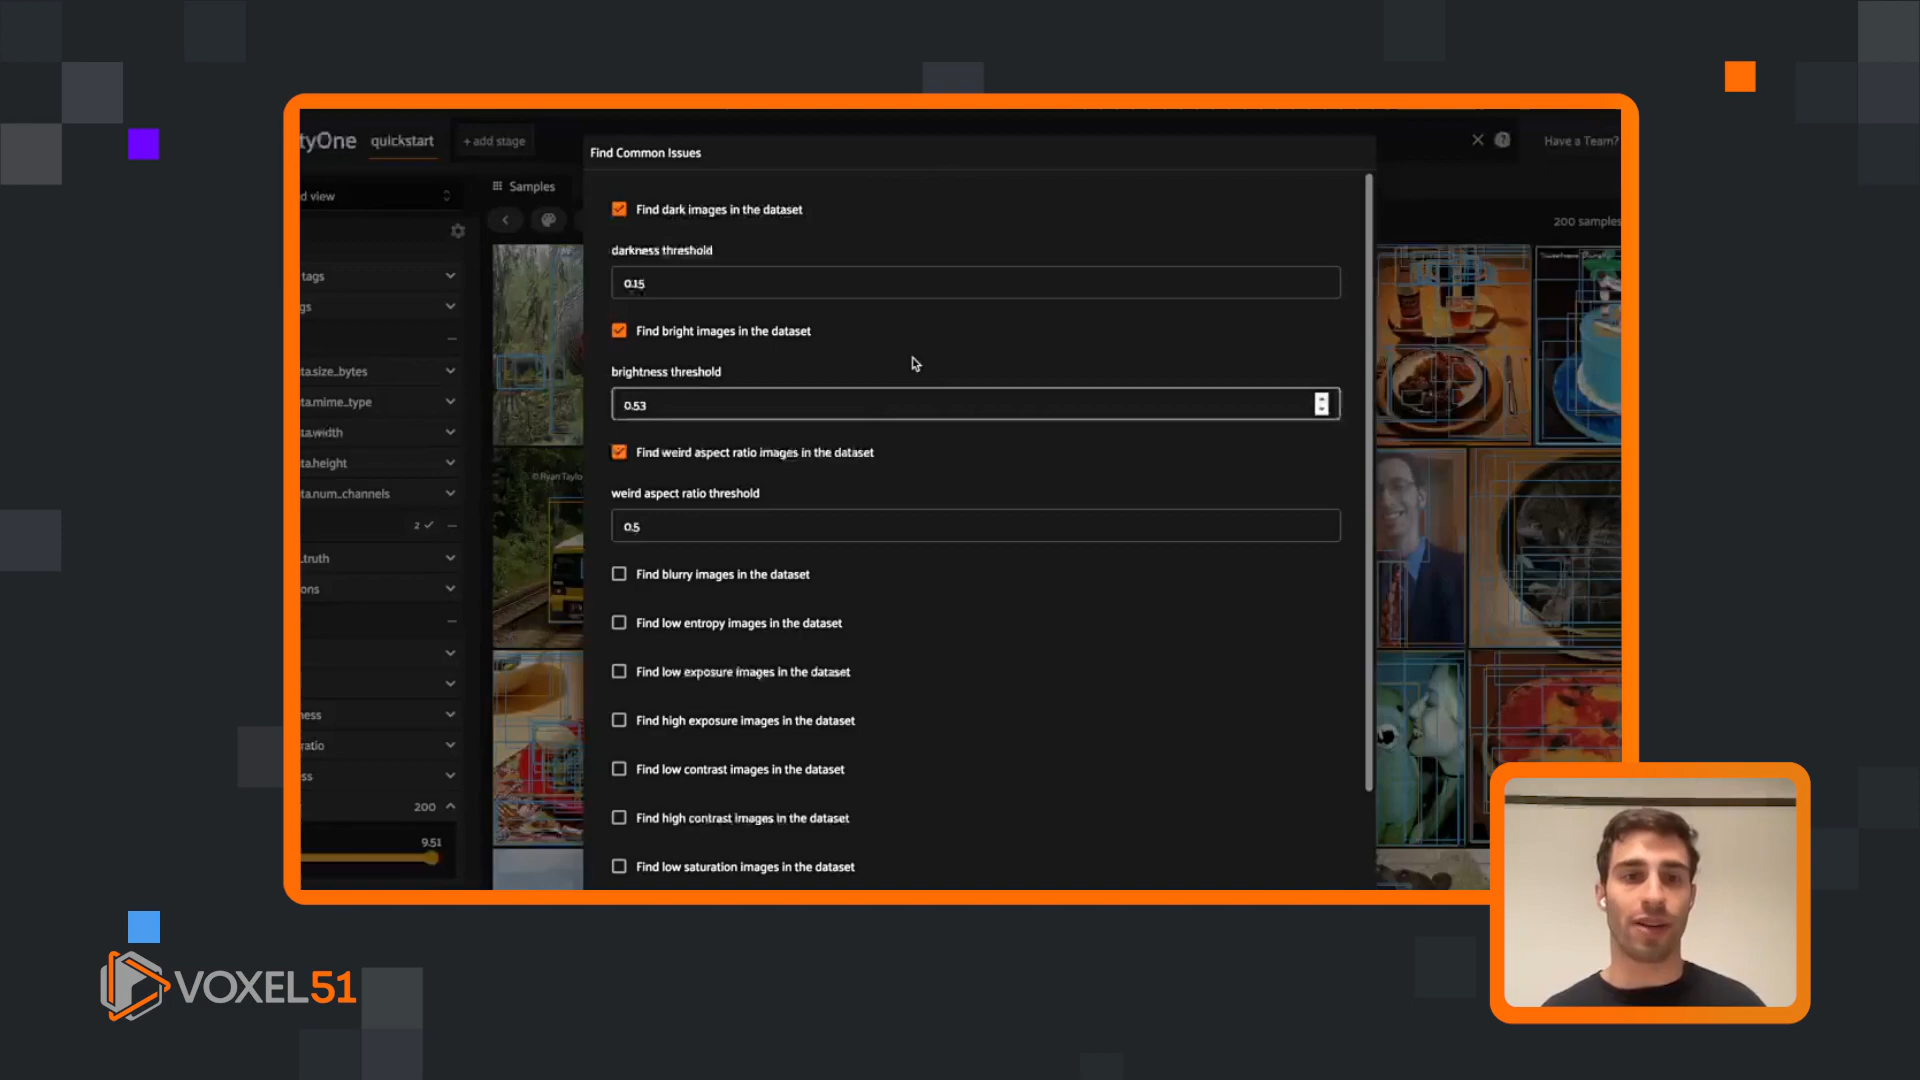 tyOne
quickstart
+ add stage
Find Common Issues
Have a Team?
d view
Samples
200 samples
Find dark images in the dataset
darkness threshold
0.15
tags
gs
Find bright images in the dataset
brightness threshold
0.53
ta.size_bytes
ta.mime_type
ta.width
ta.height
ta.num_channels
2
Find weird aspect ratio images in the dataset
weird aspect ratio threshold
0.5
© Ryan Taylo
truth
ons
Find blurry images in the dataset
Find low entropy images in the dataset
Find low exposure images in the dataset
Find high exposure images in the dataset
Find low contrast images in the dataset
Find high contrast images in the dataset
Find low saturation images in the dataset
ness
ratio
ss
200
9.51
VOXEL51